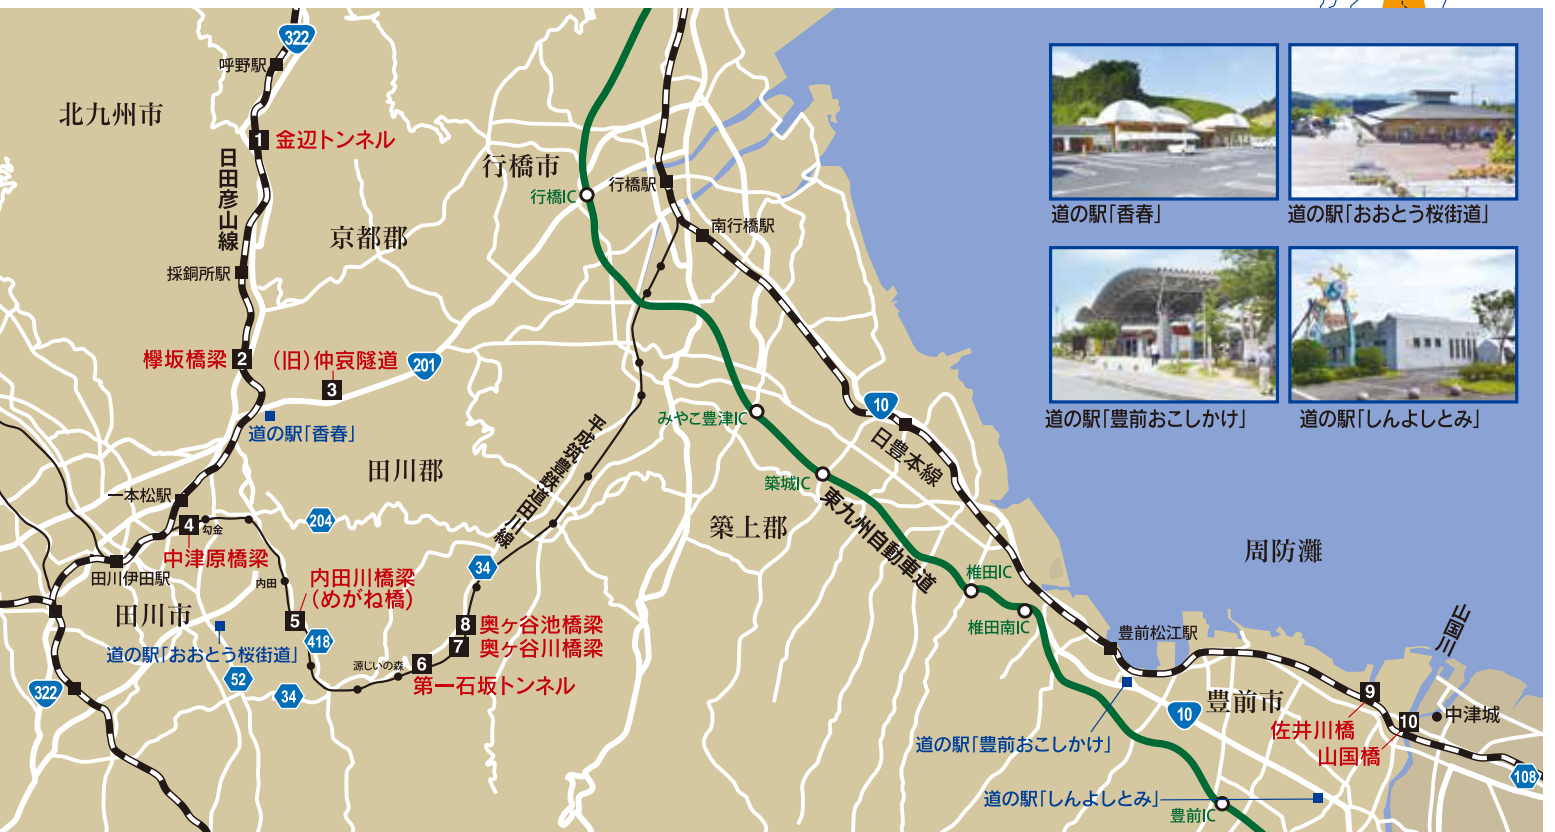 322
呼野駅
北九州市
1 金辺トンネル
日田彦山線
行橋市
行橋IC
行橋駅
南行橋駅
京都郡
採銅所駅
欅坂橋梁 2
(旧)仲哀隧道
3
201
道の駅「香春」
田川郡
平成筑豊鉄道田川線
みやこ豊津IC
10
日豊本線
築城IC
東九州自動車道
築上郡
一本松駅
4 勾金
中津原橋梁
204
田川伊田駅
内田
内田川橋梁
(めがね橋)
5
418
田川市
道の駅「おおとう桜街道」
52
34
322
34
8 奥ヶ谷池橋梁
7 奥ヶ谷川橋梁
源じいの森 6
第一石坂トンネル
椎田IC
椎田南IC
豊前松江駅
周防灘
山国川
豊前市
10
9
佐井川橋
10
山国橋
中津城
108
道の駅「豊前おこしかけ」
道の駅「しんよしとみ」
豊前IC
道の駅「香春」
道の駅「おおとう桜街道」
道の駅「豊前おこしかけ」
道の駅「しんよしとみ」